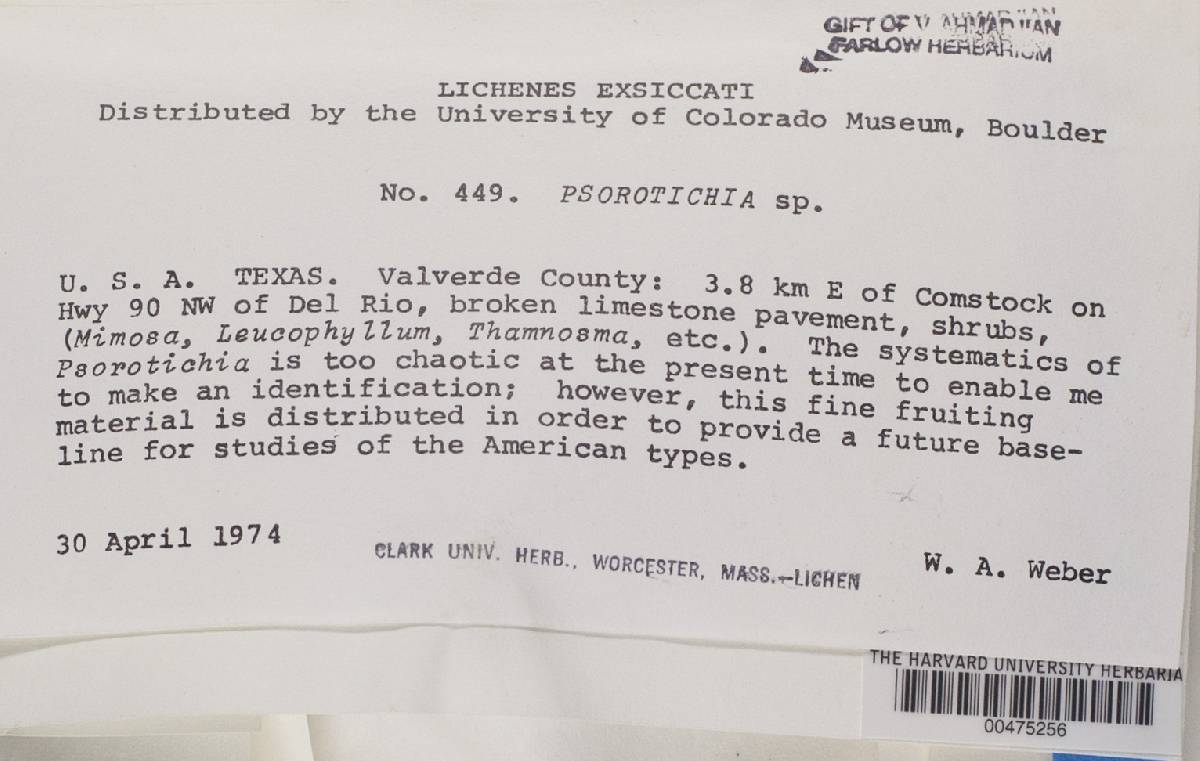 GIFT OF V. AHMADJIAN
FARLOW HERBARIUM
LICHENES EXSICCATI
Distributed by the University of Colorado Museum, Boulder
No. 449. PSOROTICHIA sp.
U. S. A. TEXAS. Valverde County: 3.8 km E of Comstock on
Hwy 90 NW of Del Rio, broken limestone pavement, shrubs,
(Mimosa, Leucophyllum, Thamnosma, etc.). The systematics of
Psorotichia is too chaotic at the present time to enable me
to make an identification; however, this fine fruiting
material is distributed in order to provide a future base-
line for studies of the American types.
30 April 1974
CLARK UNIV. HERB., WORCESTER, MASS.—LICHEN
W. A. Weber
THE HARVARD UNIVERSITY HERBARIA
00475256